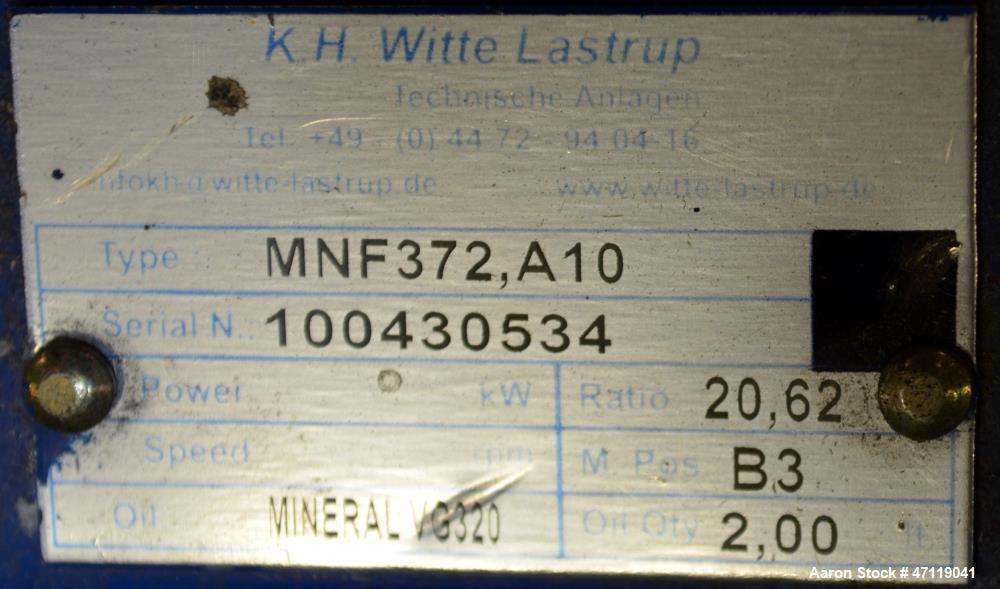 K.H. Witte Lastrup
Technische Anlagen
Tel. +49 - (0) 44 72 - 94 04-16
www.witte-lastrup.de
Type MNF372,A10
Serial N.: 100430534
Power kW Ratio 20,62
Speed rpm M. Pos B3
Oil MINERAL VG320 Oil Qty 2,00 lt
Aaron Stock # 47119041